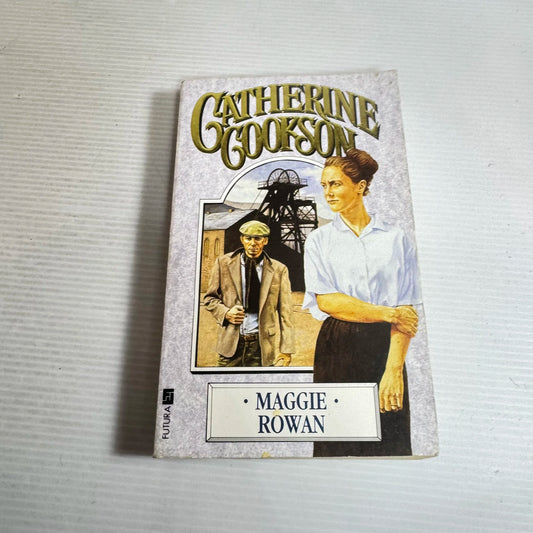 CATHERINE
COOKSON
· MAGGIE ·
ROWAN
FUTURA